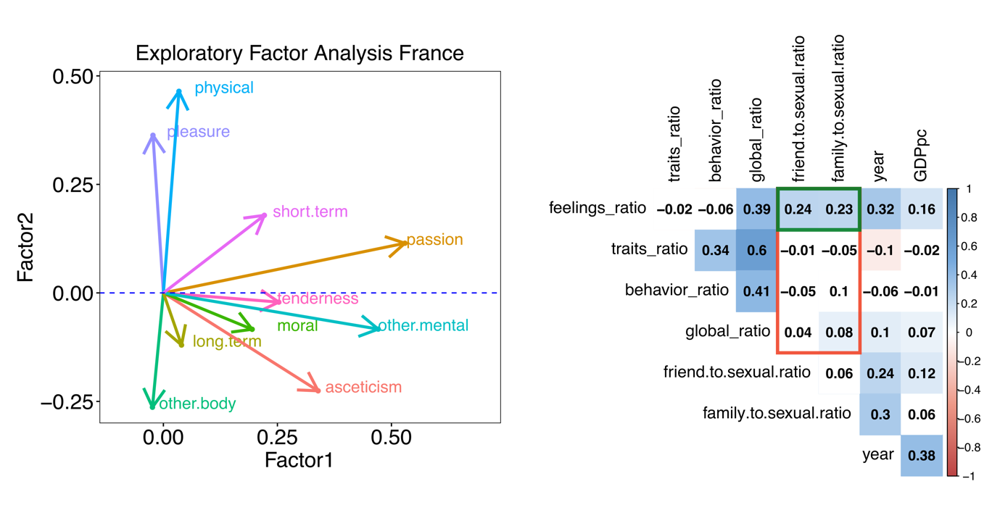 Exploratory Factor Analysis France
0.50
0.25
0.00
−0.25
Factor2
physical
pleasure
short.term
passion
tenderness
moral
other.mental
long.term
asceticism
other.body
0.00 0.25 0.50
Factor1
traits_ratio
behavior_ratio
global_ratio
friend.to.sexual.ratio
family.to.sexual.ratio
year
GDPpc
feelings_ratio −0.02 −0.06 0.39 0.24 0.23 0.32 0.16
traits_ratio 0.34 0.6 −0.01 −0.05 −0.1 −0.02
behavior_ratio 0.41 −0.05 0.1 −0.06 −0.01
global_ratio 0.04 0.08 0.1 0.07
friend.to.sexual.ratio 0.06 0.24 0.12
family.to.sexual.ratio 0.3 0.06
year 0.38
1
0.8
0.6
0.4
0.2
0
−0.2
−0.4
−0.6
−0.8
−1